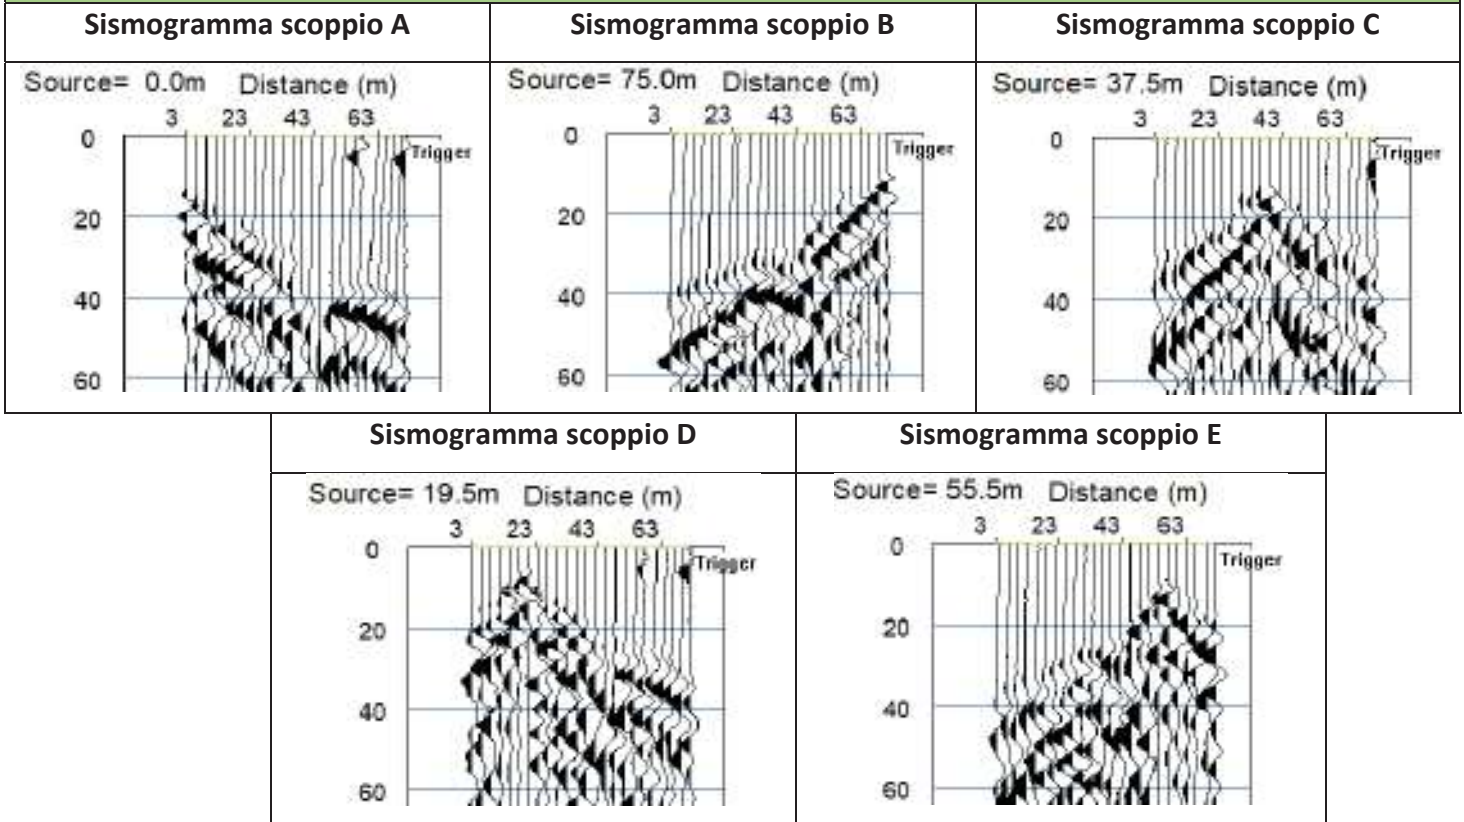 Sismogramma scoppio A
Source= 0.0m Distance (m)
3 23 43 63
Trigger
0
20
40
60
Sismogramma scoppio B
Source= 75.0m Distance (m)
3 23 43 63
Trigger
0
20
40
60
Sismogramma scoppio C
Source= 37.5m Distance (m)
3 23 43 63
Trigger
0
20
40
60
Sismogramma scoppio D
Source= 19.5m Distance (m)
3 23 43 63
Trigger
0
20
40
60
Sismogramma scoppio E
Source= 55.5m Distance (m)
3 23 43 63
Trigger
0
20
40
60